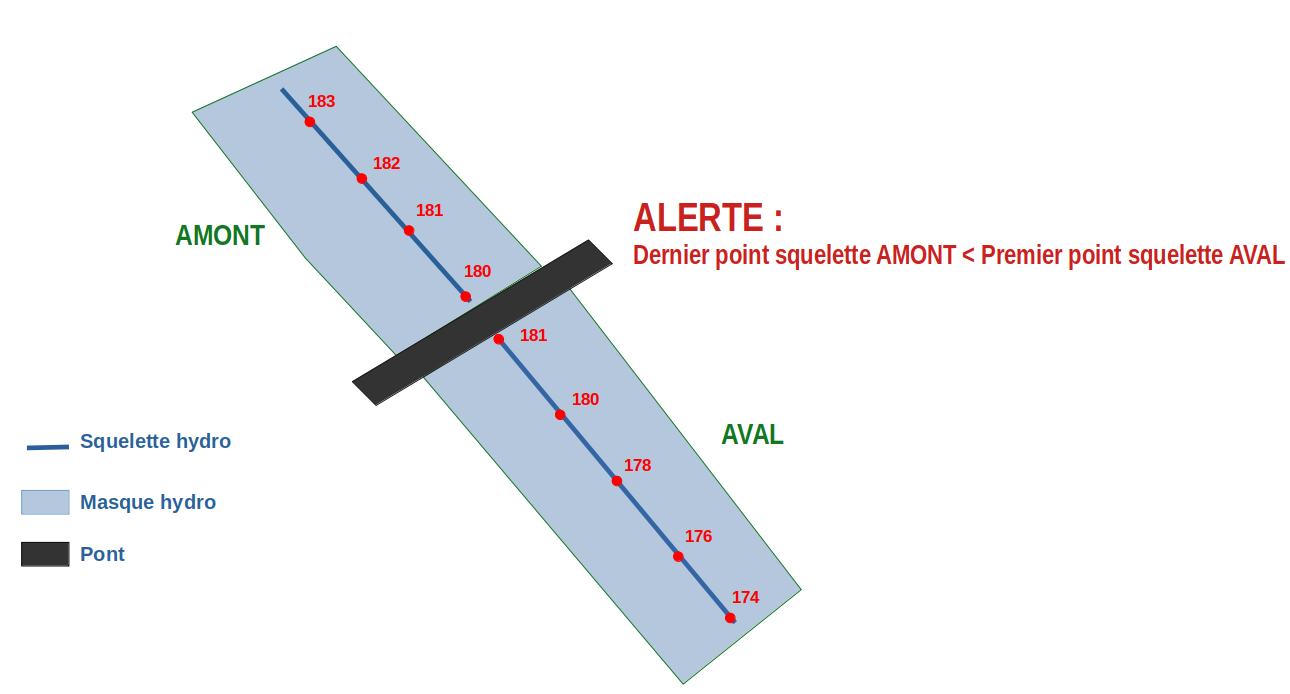 183
182
181
AMONT
180
ALERTE :
Dernier point squelette AMONT < Premier point squelette AVAL
181
180
AVAL
178
176
174
Squelette hydro
Masque hydro
Pont